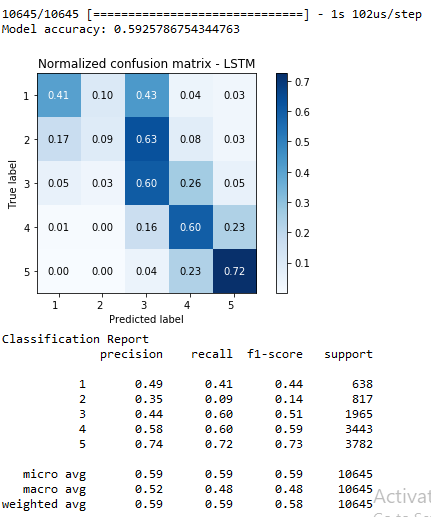 10645/10645 [==============================] - 1s 102us/step
Model accuracy: 0.5925786754344763
Normalized confusion matrix - LSTM
1 0.41 0.10 0.43 0.04 0.03
2 0.17 0.09 0.63 0.08 0.03
3 0.05 0.03 0.60 0.26 0.05
4 0.01 0.00 0.16 0.60 0.23
5 0.00 0.00 0.04 0.23 0.72
1 2 3 4 5
True label
Predicted label
0.7
0.6
0.5
0.4
0.3
0.2
0.1
Classification Report
precision recall f1-score support
1 0.49 0.41 0.44 638
2 0.35 0.09 0.14 817
3 0.44 0.60 0.51 1965
4 0.58 0.60 0.59 3443
5 0.74 0.72 0.73 3782
micro avg 0.59 0.59 0.59 10645
macro avg 0.52 0.48 0.48 10645
weighted avg 0.59 0.59 0.58 10645
Activat